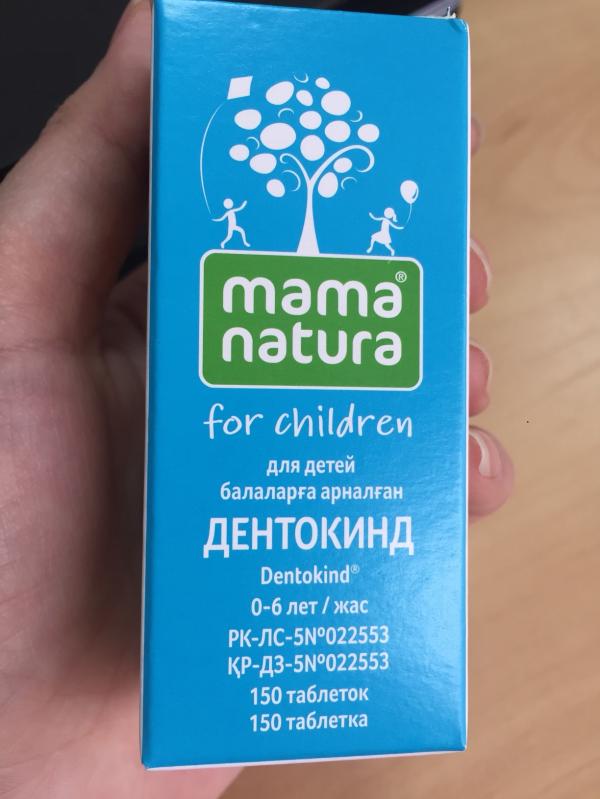 mama®
natura
for children
для детей
балаларға арналған
ДЕНТОКИНД
Dentokind®
0-6 лет / жас
РК-ЛС-5№022553
ҚР-ДЗ-5№022553
150 таблеток
150 таблетка